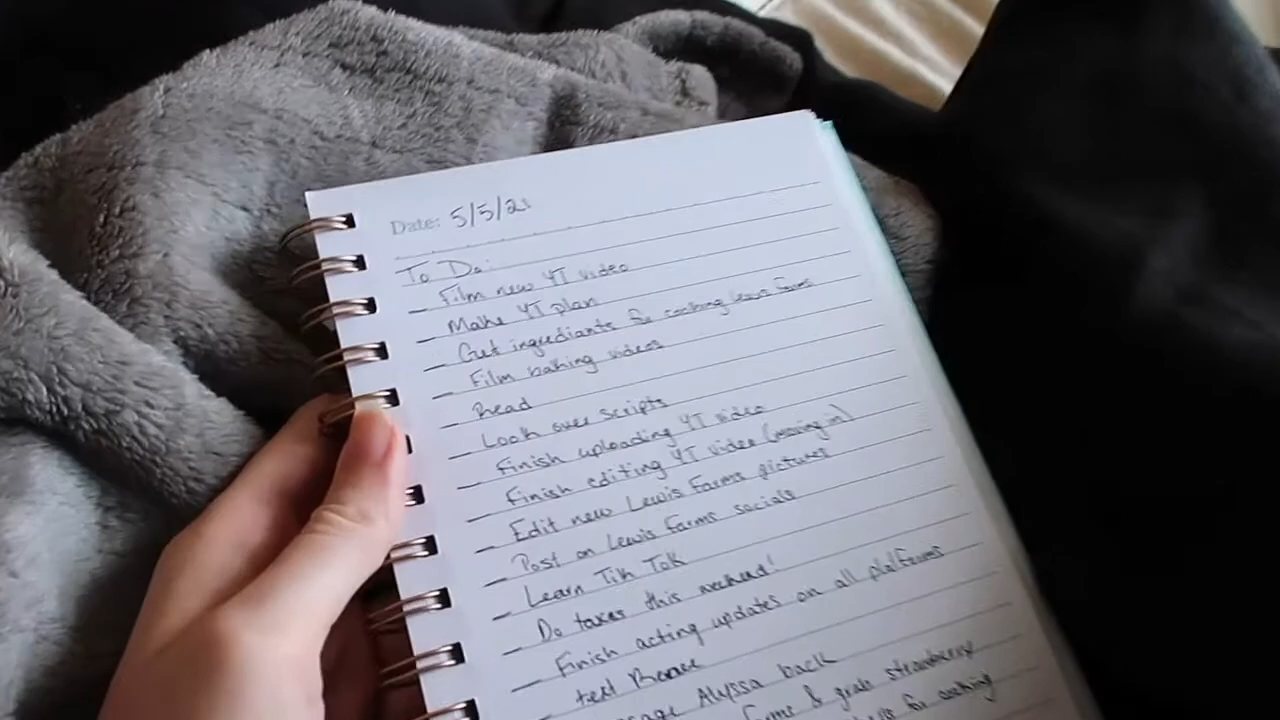 Date: 5/5/21
To Do:
- Film new YT video
- Make YT plan
- Get ingrediants for cooking lewis farms
- Film baking videos
- Read
- Look over scripts
- Finish uploading YT video
- Finish editing YT video (moving in)
- Edit new Lewis Farms pictures
- Post on Lewis Farms socials
- Learn Tik Tok
- Do taxes this weekend!
- Finish acting updates on all platforms
- text
Alyssa back
Farms & grab strawberry
for cooking